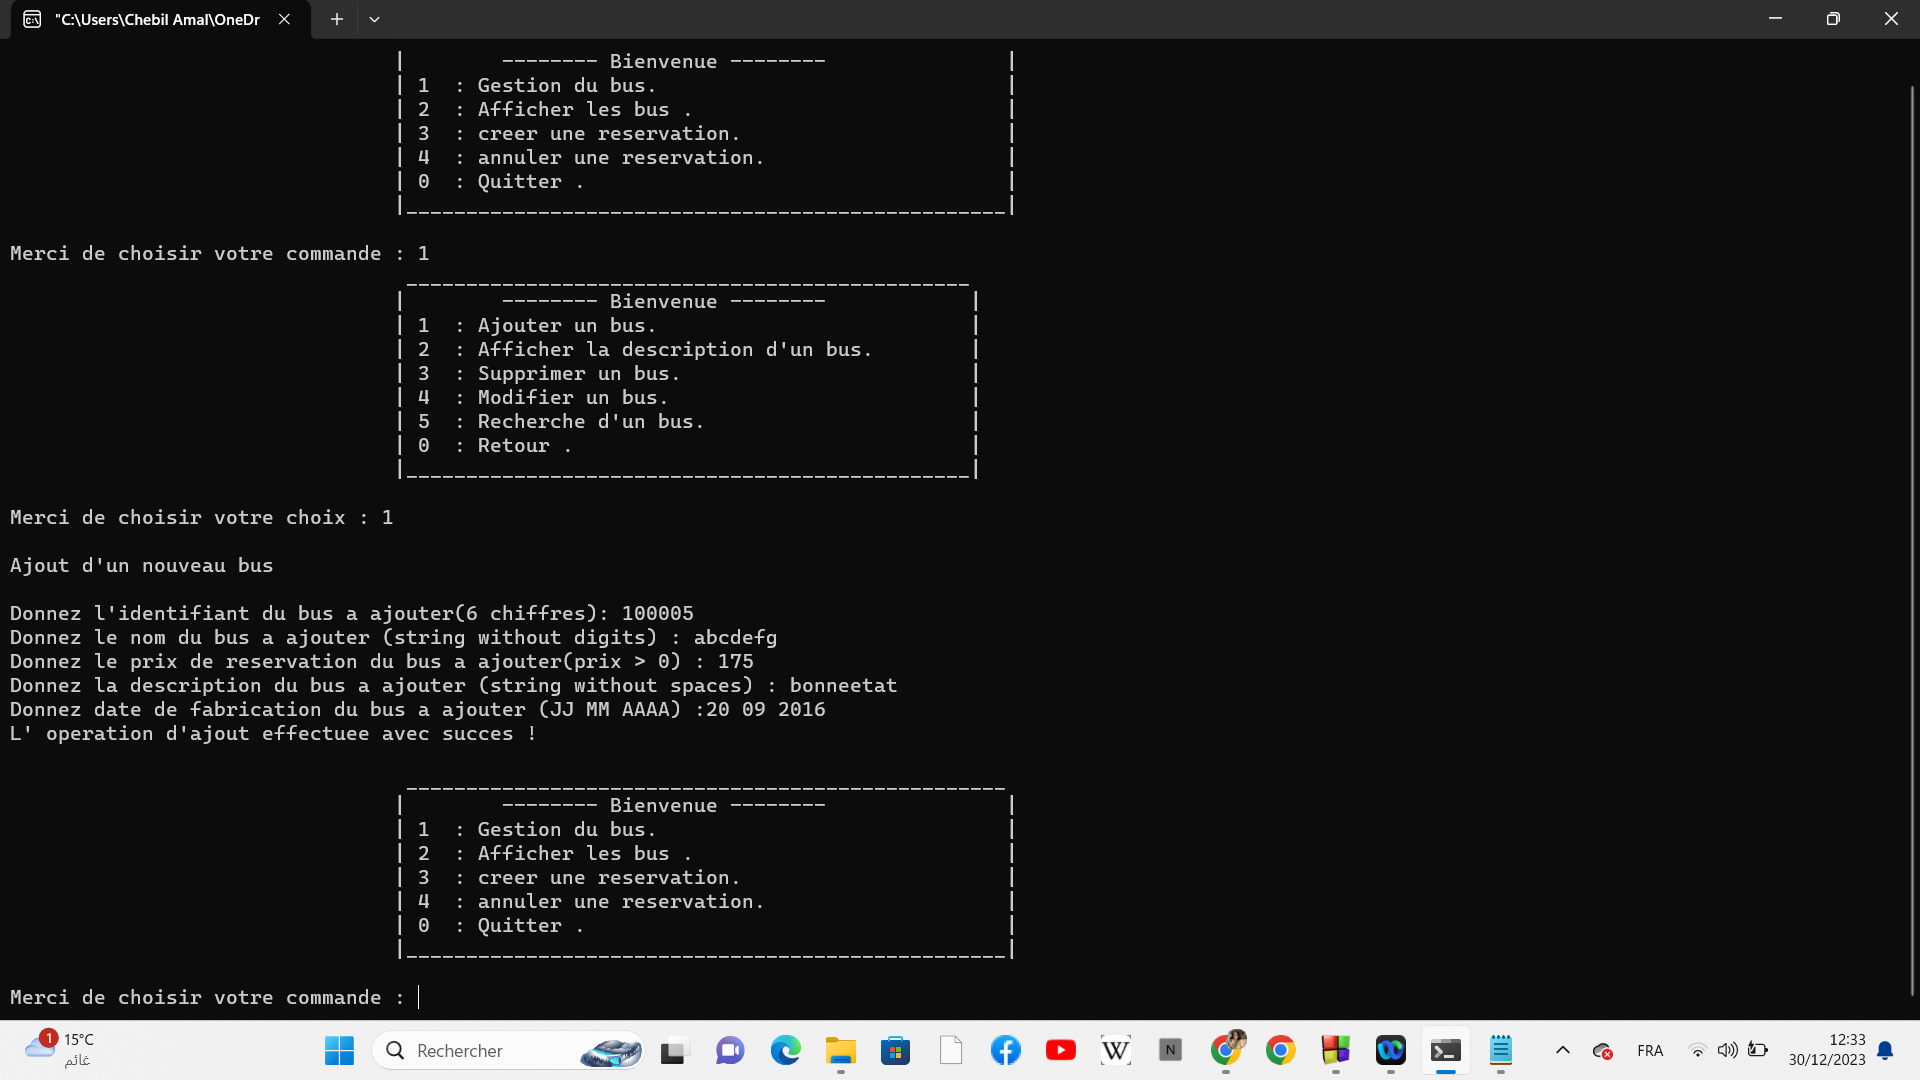 "C:\Users\Chebil Amal\OneDr
-------- Bienvenue --------
| 1  : Gestion du bus. |
| 2  : Afficher les bus . |
| 3  : creer une reservation. |
| 4  : annuler une reservation. |
| 0  : Quitter . |
Merci de choisir votre commande : 1
-------- Bienvenue --------
| 1  : Ajouter un bus. |
| 2  : Afficher la description d'un bus. |
| 3  : Supprimer un bus. |
| 4  : Modifier un bus. |
| 5  : Recherche d'un bus. |
| 0  : Retour . |
Merci de choisir votre choix : 1
Ajout d'un nouveau bus
Donnez l'identifiant du bus a ajouter(6 chiffres): 100005
Donnez le nom du bus a ajouter (string without digits) : abcdefg
Donnez le prix de reservation du bus a ajouter(prix > 0) : 175
Donnez la description du bus a ajouter (string without spaces) : bonneetat
Donnez date de fabrication du bus a ajouter (JJ MM AAAA) :20 09 2016
L' operation d'ajout effectuee avec succes !
-------- Bienvenue --------
| 1  : Gestion du bus. |
| 2  : Afficher les bus . |
| 3  : creer une reservation. |
| 4  : annuler une reservation. |
| 0  : Quitter . |
Merci de choisir votre commande :
1
15°C
غائم
Rechercher
W
N
FRA
12:33
30/12/2023